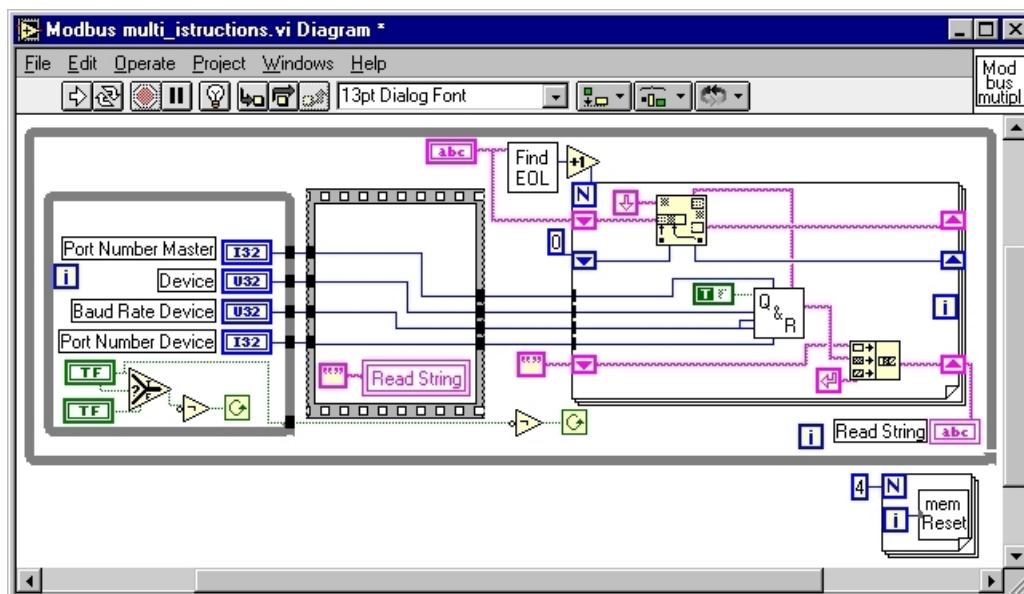 Modbus multi_istructions.vi Diagram *
File Edit Operate Project Windows Help
Mod
bus
mutipl
13pt Dialog Font
abc
Find
EOL
+1
N
0
Port Number Master I32
i
Device U32
Baud Rate Device U32
Port Number Device I32
TF
TF
Read String
T
Q
&
R
i
i
Read String abc
4 N
i
mem
Reset